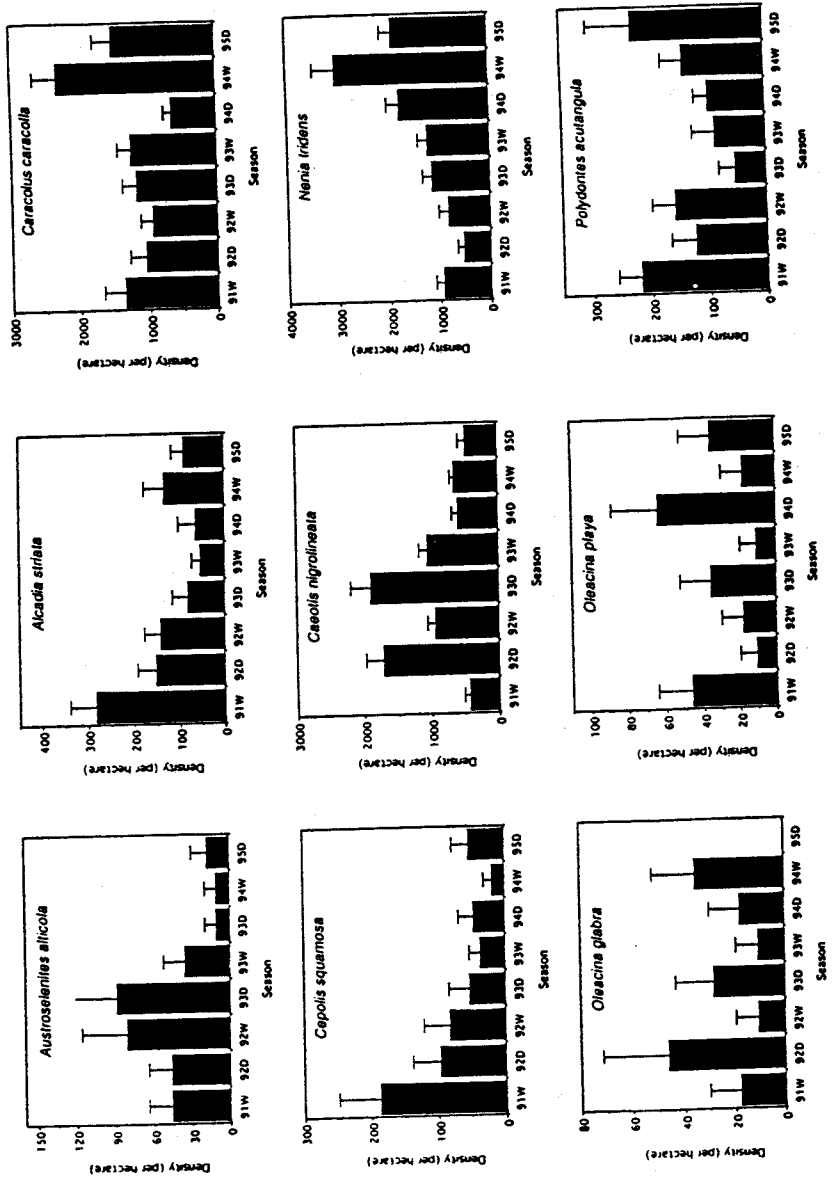 Austroselenites alticola
Density (per hectare)
150
120
90
60
30
0
91W 92D 92W 93D 93W 93D 94W 95D
Season
Alcadia striata
Density (per hectare)
400
300
200
100
0
91W 92D 92W 93D 93W 94D 94W 95D
Season
Caracolus caracolla
Density (per hectare)
3000
2000
1000
0
91W 92D 92W 93D 93W 94D 94W 95D
Season
Cepolis squamosa
Density (per hectare)
300
200
100
0
91W 92D 92W 93D 93W 94D 94W 95D
Season
Caeotis nigrolineata
Density (per hectare)
3000
2000
1000
0
91W 92D 92W 93D 93W 94D 94W 95D
Season
Nenia tridens
Density (per hectare)
4000
3000
2000
1000
0
91W 92D 92W 93D 93W 94D 94W 95D
Season
Oleacina glabra
Density (per hectare)
80
60
40
20
0
91W 92D 92W 93D 93W 94D 94W 95D
Season
Oleacina playa
Density (per hectare)
100
80
60
40
20
0
91W 92D 92W 93D 93W 94D 94W 95D
Season
Polydontes acutangula
Density (per hectare)
300
200
100
0
91W 92D 92W 93D 93W 94D 94W 95D
Season